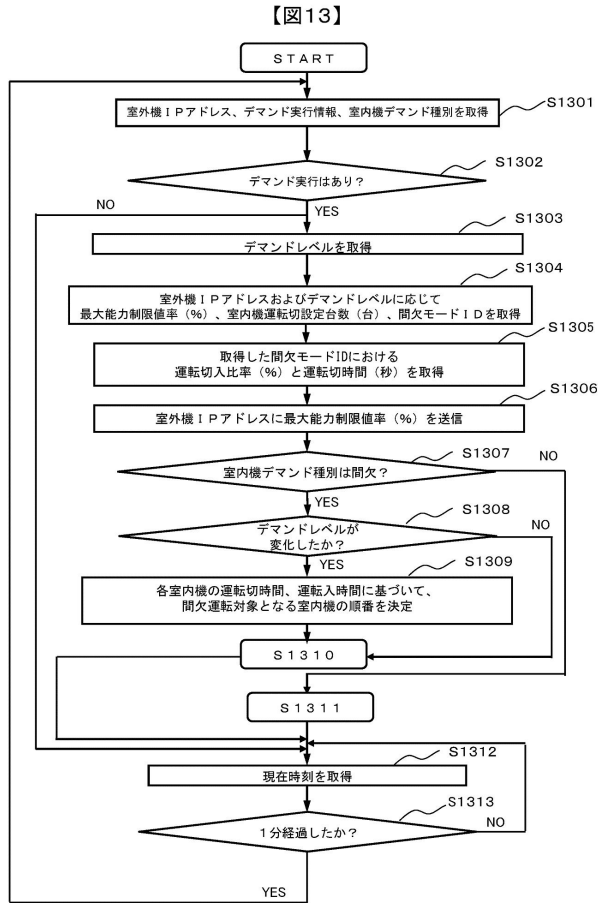 【図13】
ＳＴＡＲＴ
室外機ＩＰアドレス、デマンド実行情報、室内機デマンド種別を取得
S1301
デマンド実行はあり？
S1302
NO
YES
S1303
デマンドレベルを取得
S1304
室外機ＩＰアドレスおよびデマンドレベルに応じて
最大能力制限値率（％）、室内機運転切設定台数（台）、間欠モードＩＤを取得
S1305
取得した間欠モードIDにおける
運転切入比率（％）と運転切時間（秒）を取得
S1306
室外機ＩＰアドレスに最大能力制限値率（％）を送信
S1307
室内機デマンド種別は間欠？
NO
YES
S1308
デマンドレベルが
変化したか？
NO
YES
S1309
各室内機の運転切時間、運転入時間に基づいて、
間欠運転対象となる室内機の順番を決定
Ｓ１３１０
Ｓ１３１１
S1312
現在時刻を取得
S1313
１分経過したか？
NO
YES